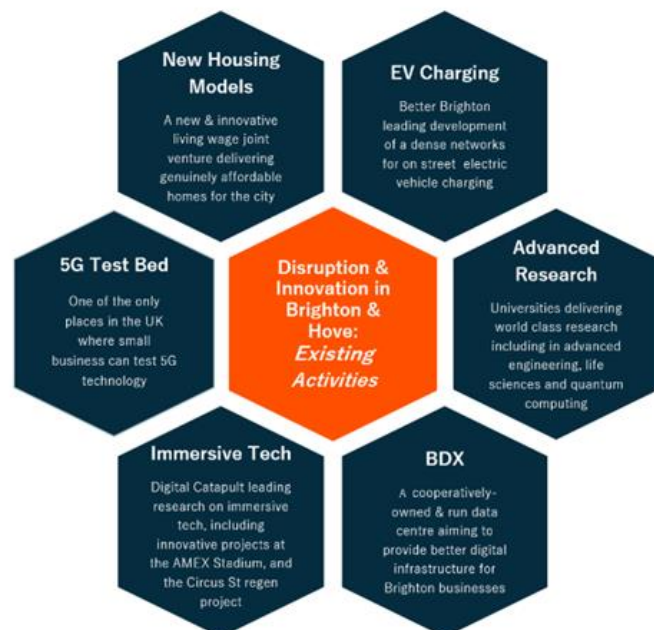 New Housing
Models
A new & innovative
living wage joint
venture delivering
genuinely affordable
homes for the city
EV Charging
Better Brighton
leading development
of a dense networks
for on street electric
vehicle charging
5G Test Bed
One of the only
places in the UK
where small
business can test 5G
technology
Disruption &
Innovation in
Brighton &
Hove:
Existing
Activities
Advanced
Research
Universities delivering
world class research
including in advanced
engineering, life
sciences and quantum
computing
Immersive Tech
Digital Catapult leading
research on immersive
tech, including
innovative projects at
the AMEX Stadium, and
the Circus St regen
project
BDX
A cooperatively-
owned & run data
centre aiming to
provide better digital
infrastructure for
Brighton businesses